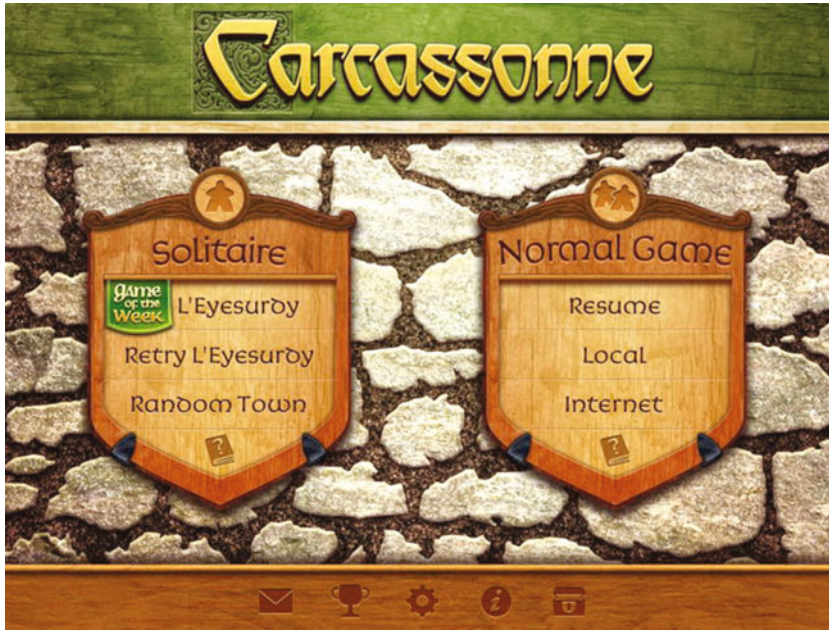 Carcassonne
Solitaire
Game
of the
Week
L'Eyesurdy
Retry L'Eyesurdy
Random Town
?
Normal Game
Resume
Local
Internet
?
i